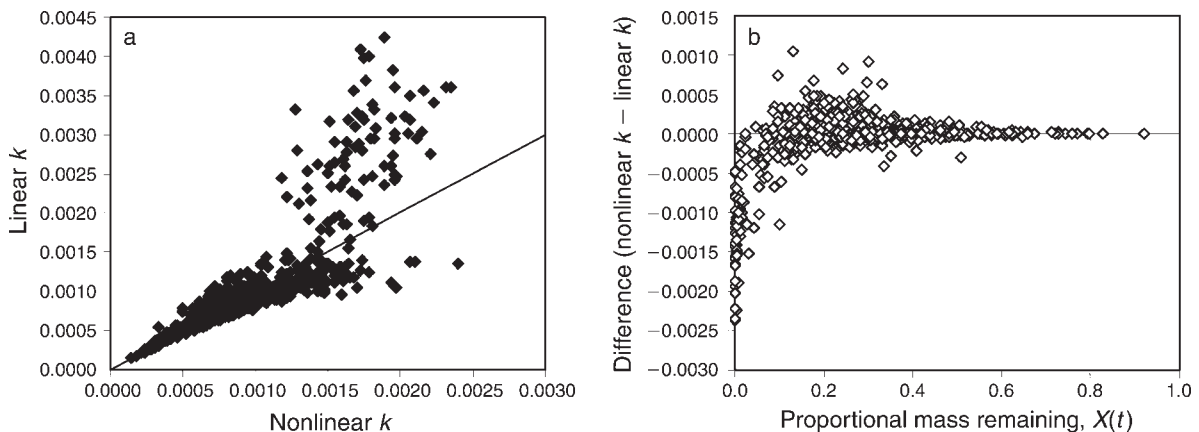 a
0.0045
0.0040
0.0035
0.0030
0.0025
0.0020
0.0015
0.0010
0.0005
0.0000
Linear k
0.0000 0.0005 0.0010 0.0015 0.0020 0.0025 0.0030
Nonlinear k
b
0.0015
0.0010
0.0005
0.0000
−0.0005
−0.0010
−0.0015
−0.0020
−0.0025
−0.0030
Difference (nonlinear k − linear k)
0.0 0.2 0.4 0.6 0.8 1.0
Proportional mass remaining, X(t)